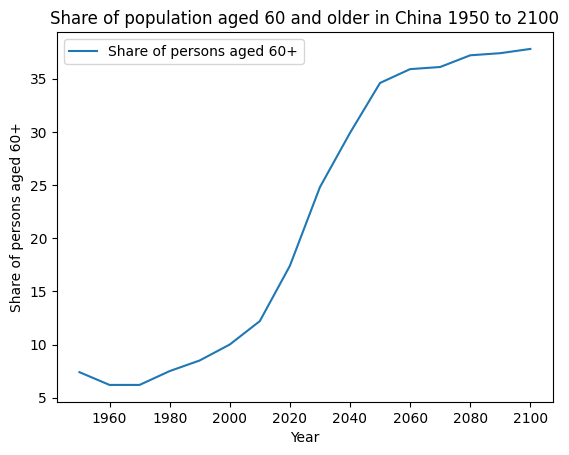 Share of population aged 60 and older in China 1950 to 2100
Share of persons aged 60+
Share of persons aged 60+
35
30
25
20
15
10
5
1960 1980 2000 2020 2040 2060 2080 2100
Year